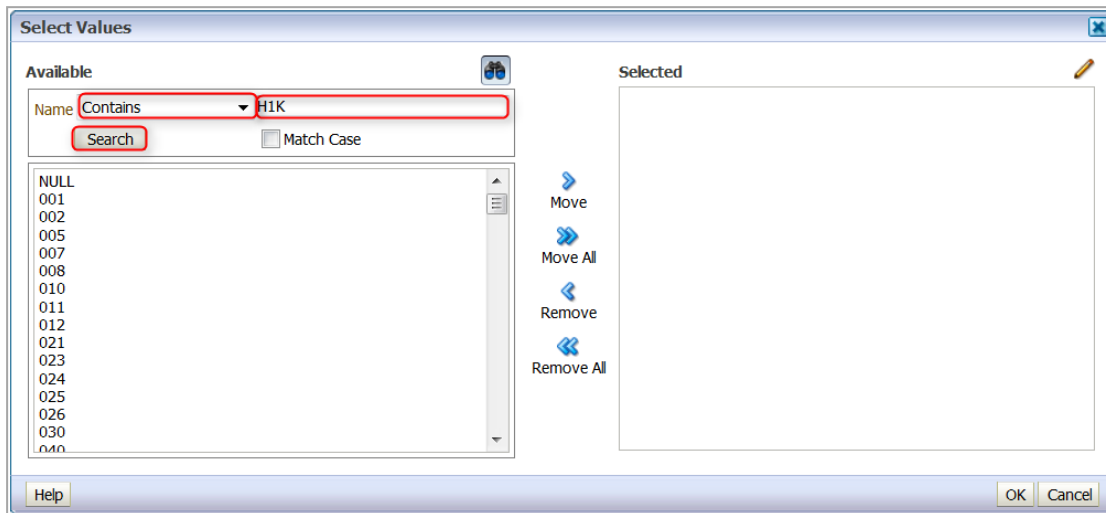 Select Values
Available
Selected
Name Contains H1K
Search Match Case
NULL
001
002
005
007
008
010
011
012
021
023
024
025
026
030
040
Move
Move All
Remove
Remove All
Help
OK Cancel